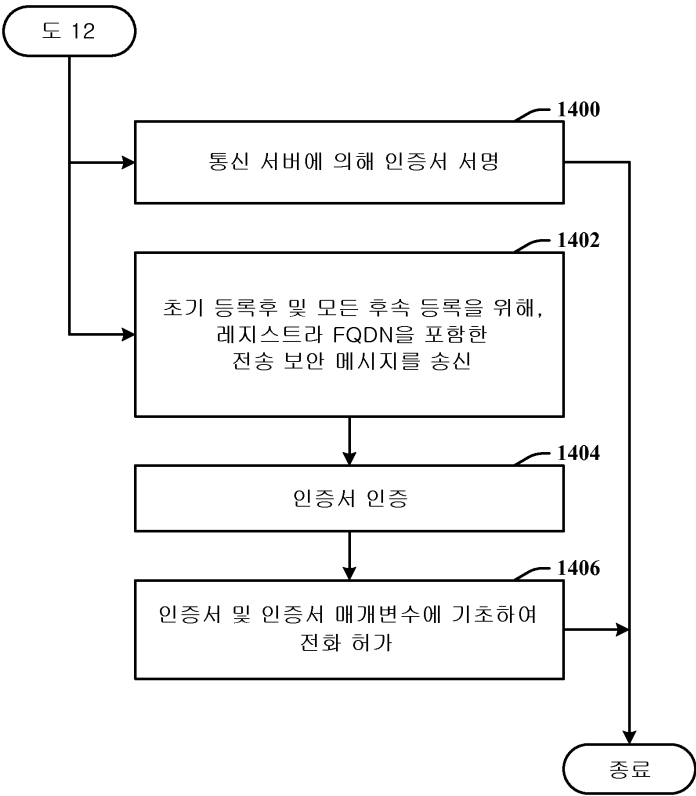 도 12
1400
통신 서버에 의해 인증서 서명
1402
초기 등록후 및 모든 후속 등록을 위해,
레지스트라 FQDN을 포함한
전송 보안 메시지를 송신
1404
인증서 인증
1406
인증서 및 인증서 매개변수에 기초하여
전화 허가
종료